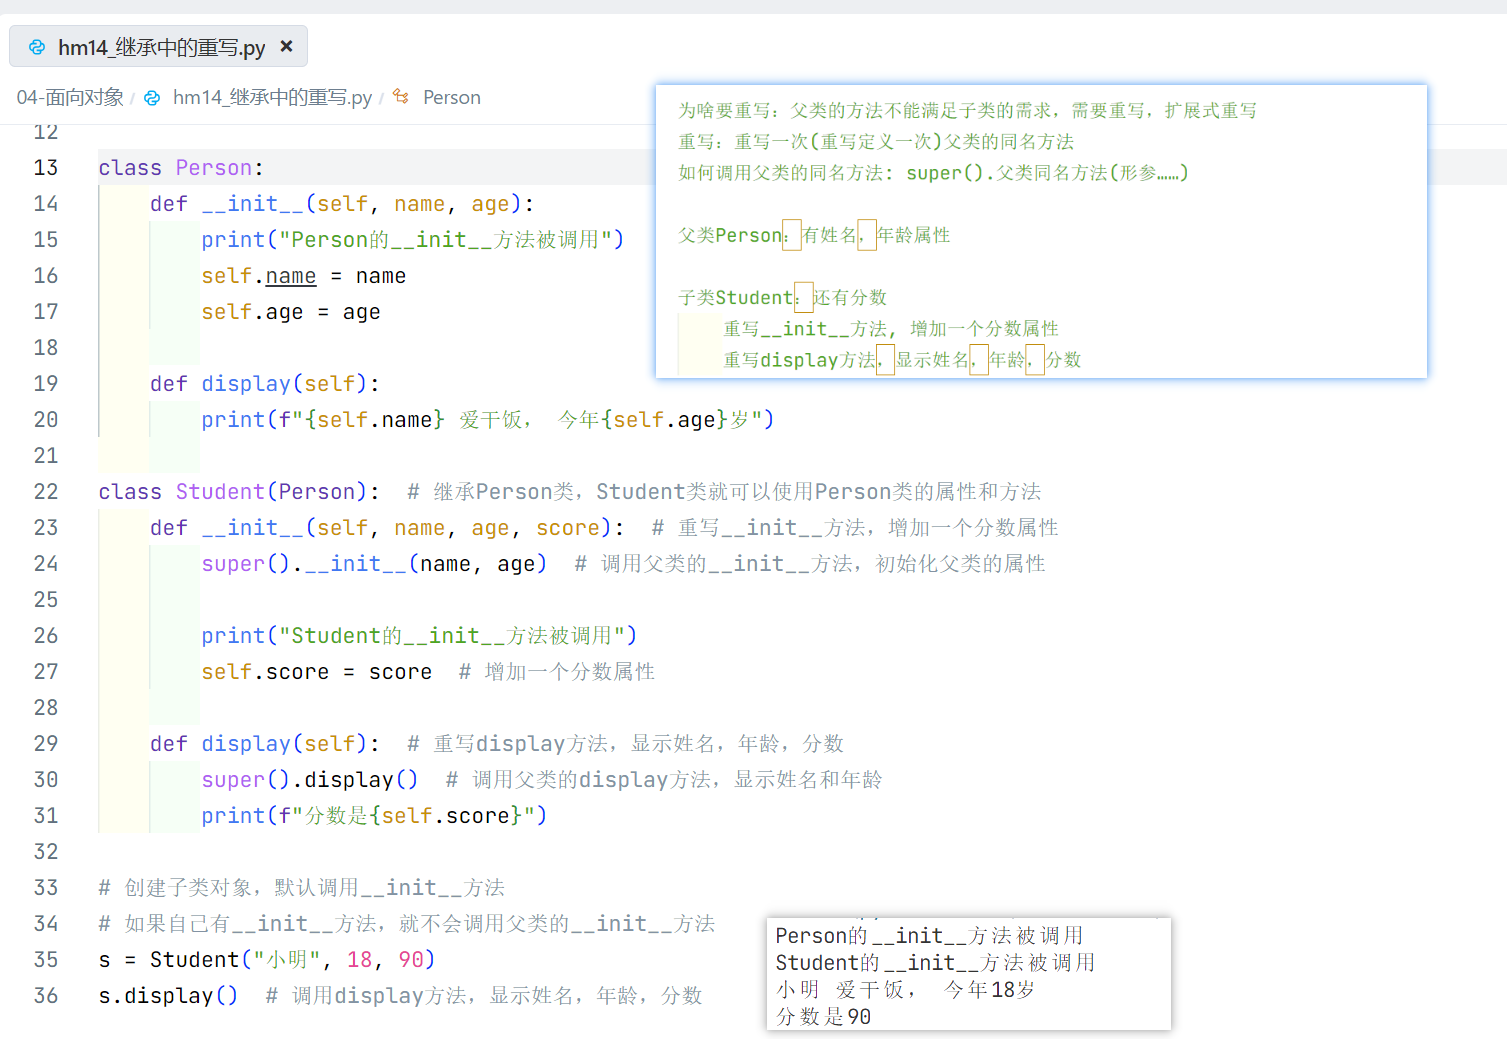 hm14_继承中的重写.py ×
04-面向对象 / hm14_继承中的重写.py / Person
为啥要重写：父类的方法不能满足子类的需求，需要重写，扩展式重写
重写：重写一次(重写定义一次)父类的同名方法
如何调用父类的同名方法: super().父类同名方法(形参……)
父类Person：有姓名，年龄属性
子类Student：还有分数
重写__init__方法, 增加一个分数属性
重写display方法，显示姓名，年龄，分数
12
13 class Person:
14     def __init__(self, name, age):
15         print("Person的__init__方法被调用")
16         self.name = name
17         self.age = age
18
19     def display(self):
20         print(f"{self.name} 爱干饭， 今年{self.age}岁")
21
22 class Student(Person):  # 继承Person类，Student类就可以使用Person类的属性和方法
23     def __init__(self, name, age, score):  # 重写__init__方法，增加一个分数属性
24         super().__init__(name, age)  # 调用父类的__init__方法，初始化父类的属性
25
26         print("Student的__init__方法被调用")
27         self.score = score  # 增加一个分数属性
28
29     def display(self):  # 重写display方法，显示姓名，年龄，分数
30         super().display()  # 调用父类的display方法，显示姓名和年龄
31         print(f"分数是{self.score}")
32
33 # 创建子类对象，默认调用__init__方法
34 # 如果自己有__init__方法，就不会调用父类的__init__方法
35 s = Student("小明", 18, 90)
36 s.display()  # 调用display方法，显示姓名，年龄，分数
Person的__init__方法被调用
Student的__init__方法被调用
小明 爱干饭， 今年18岁
分数是90